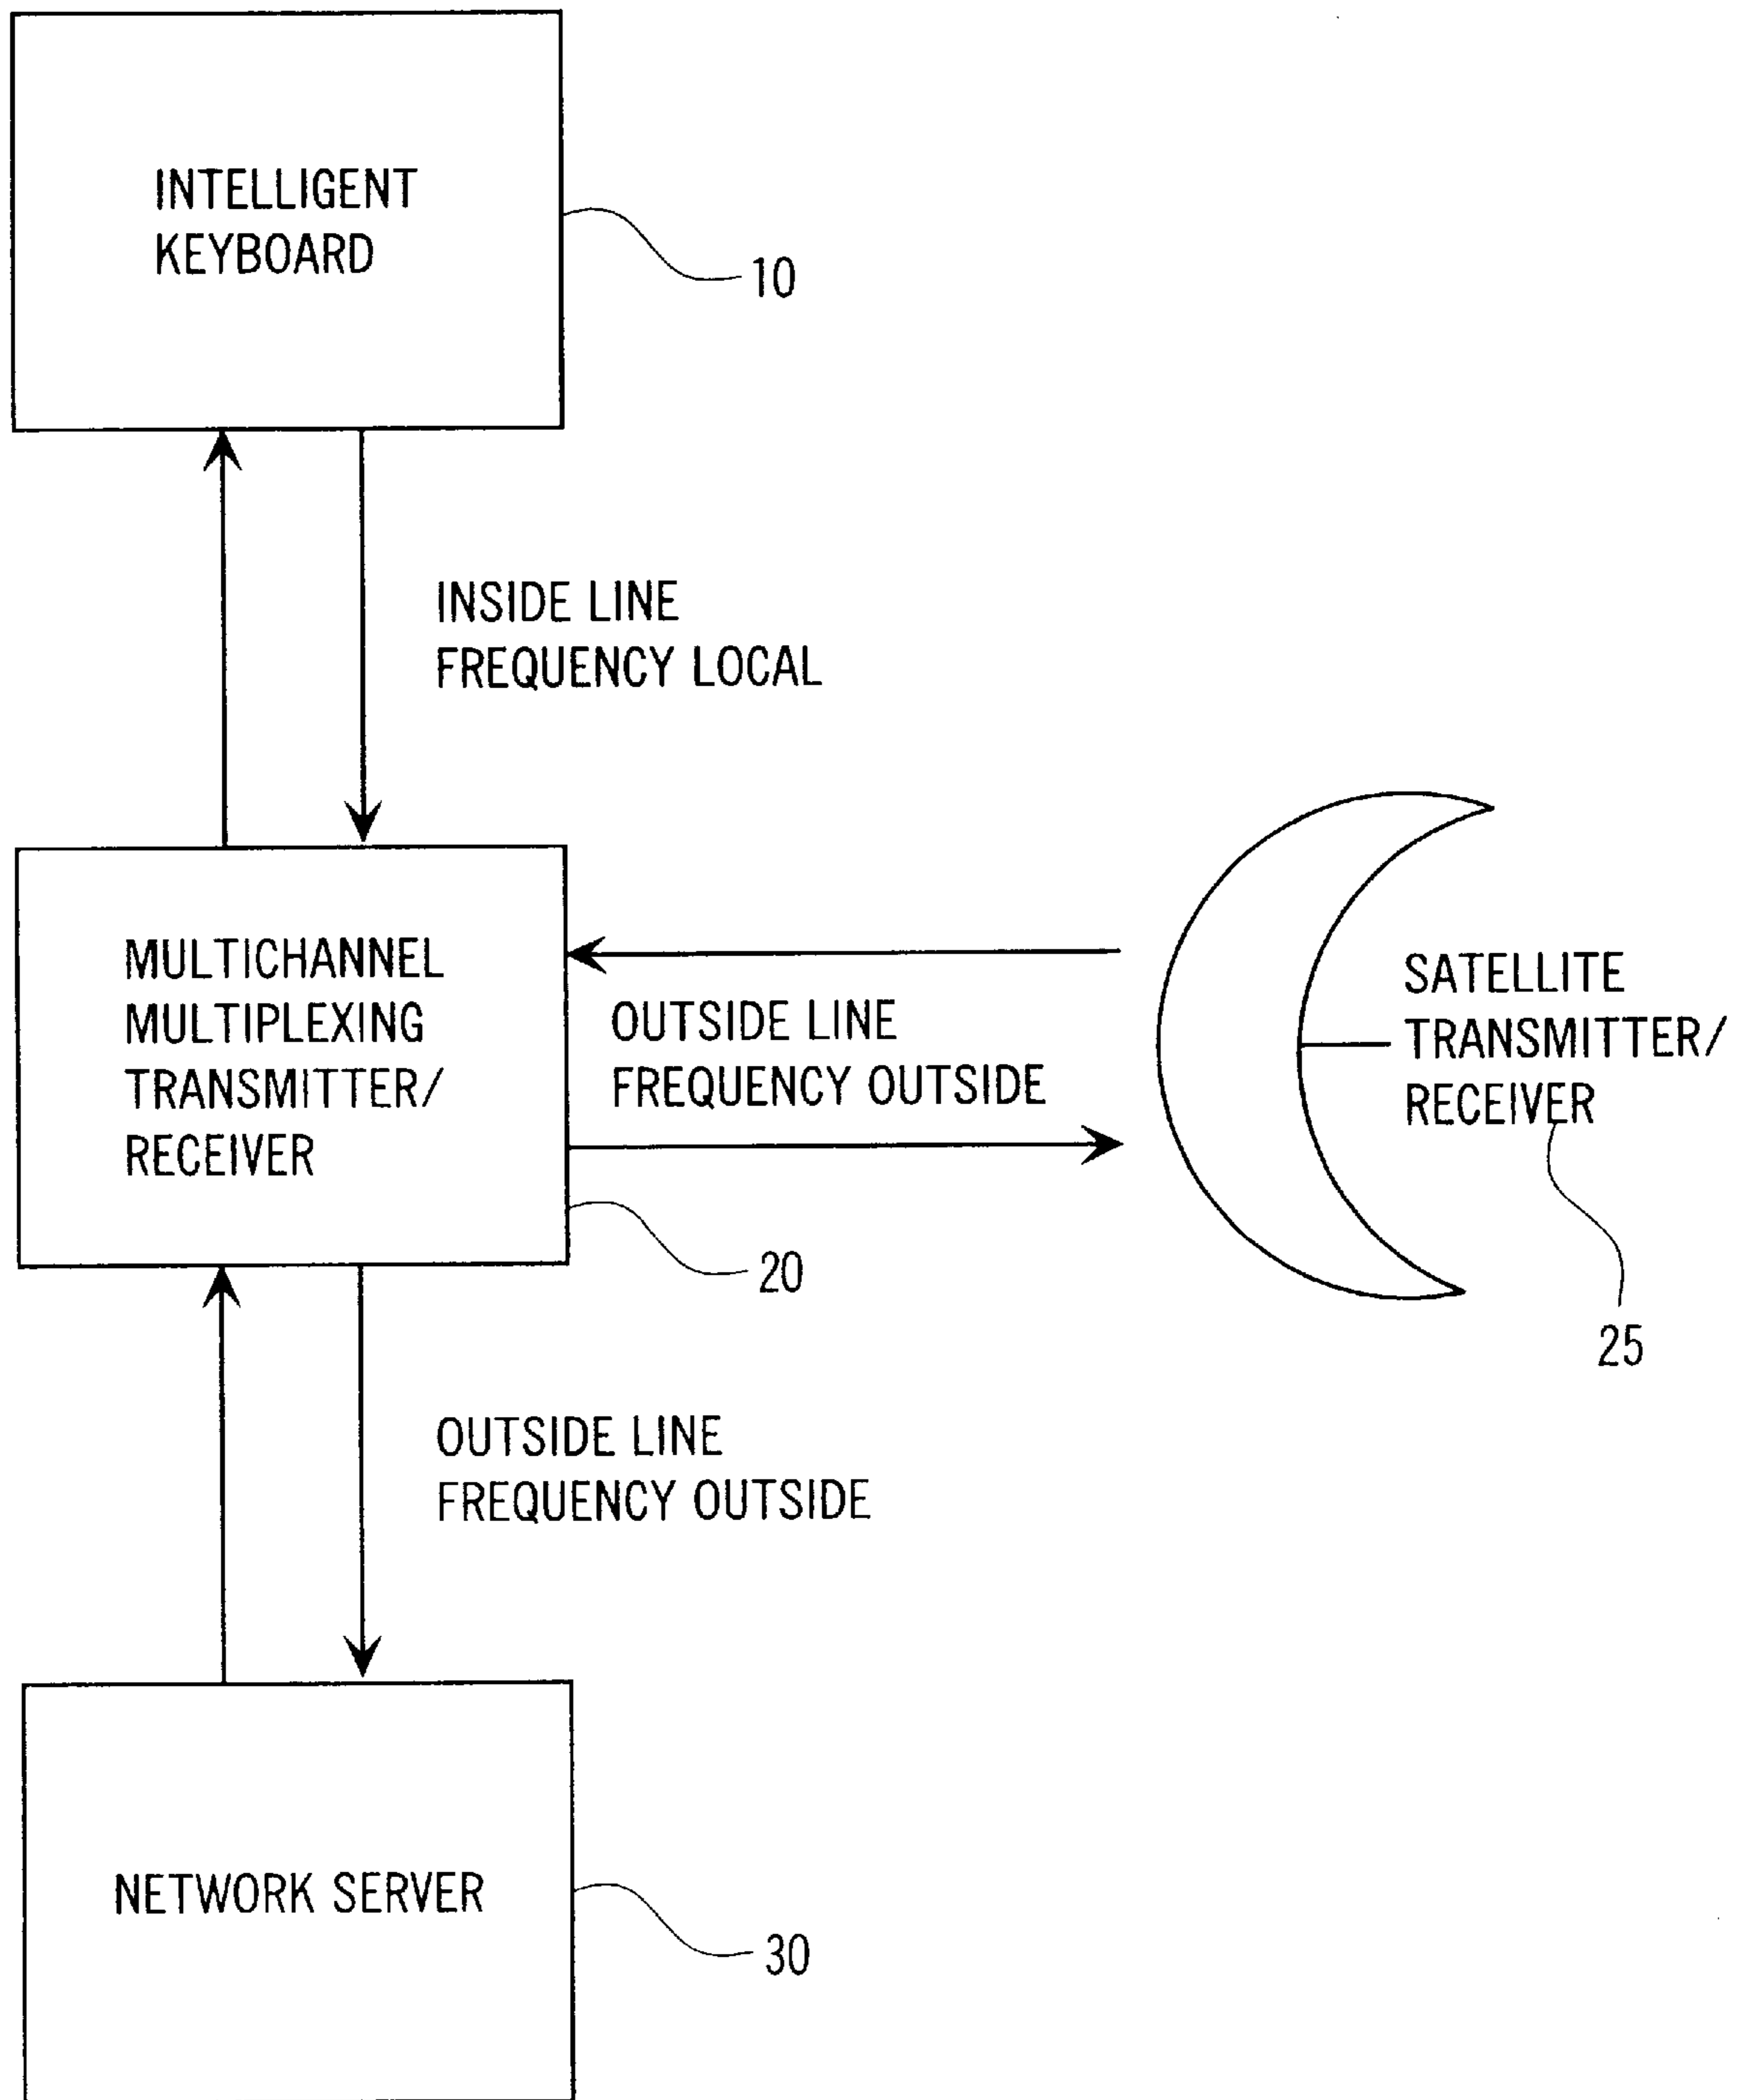 INTELLIGENT
KEYBOARD
10
INSIDE LINE
FREQUENCY LOCAL
MULTICHANNEL
MULTIPLEXING
TRANSMITTER/
RECEIVER
20
OUTSIDE LINE
FREQUENCY OUTSIDE
SATELLITE
TRANSMITTER/
RECEIVER
25
OUTSIDE LINE
FREQUENCY OUTSIDE
NETWORK SERVER
30